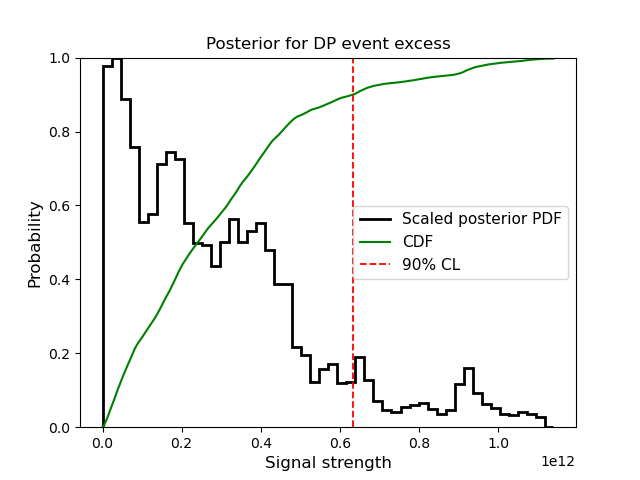 Posterior for DP event excess
Probability
1.0
0.8
0.6
0.4
0.2
0.0
Scaled posterior PDF
CDF
90% CL
0.0 0.2 0.4 0.6 0.8 1.0
1e12
Signal strength